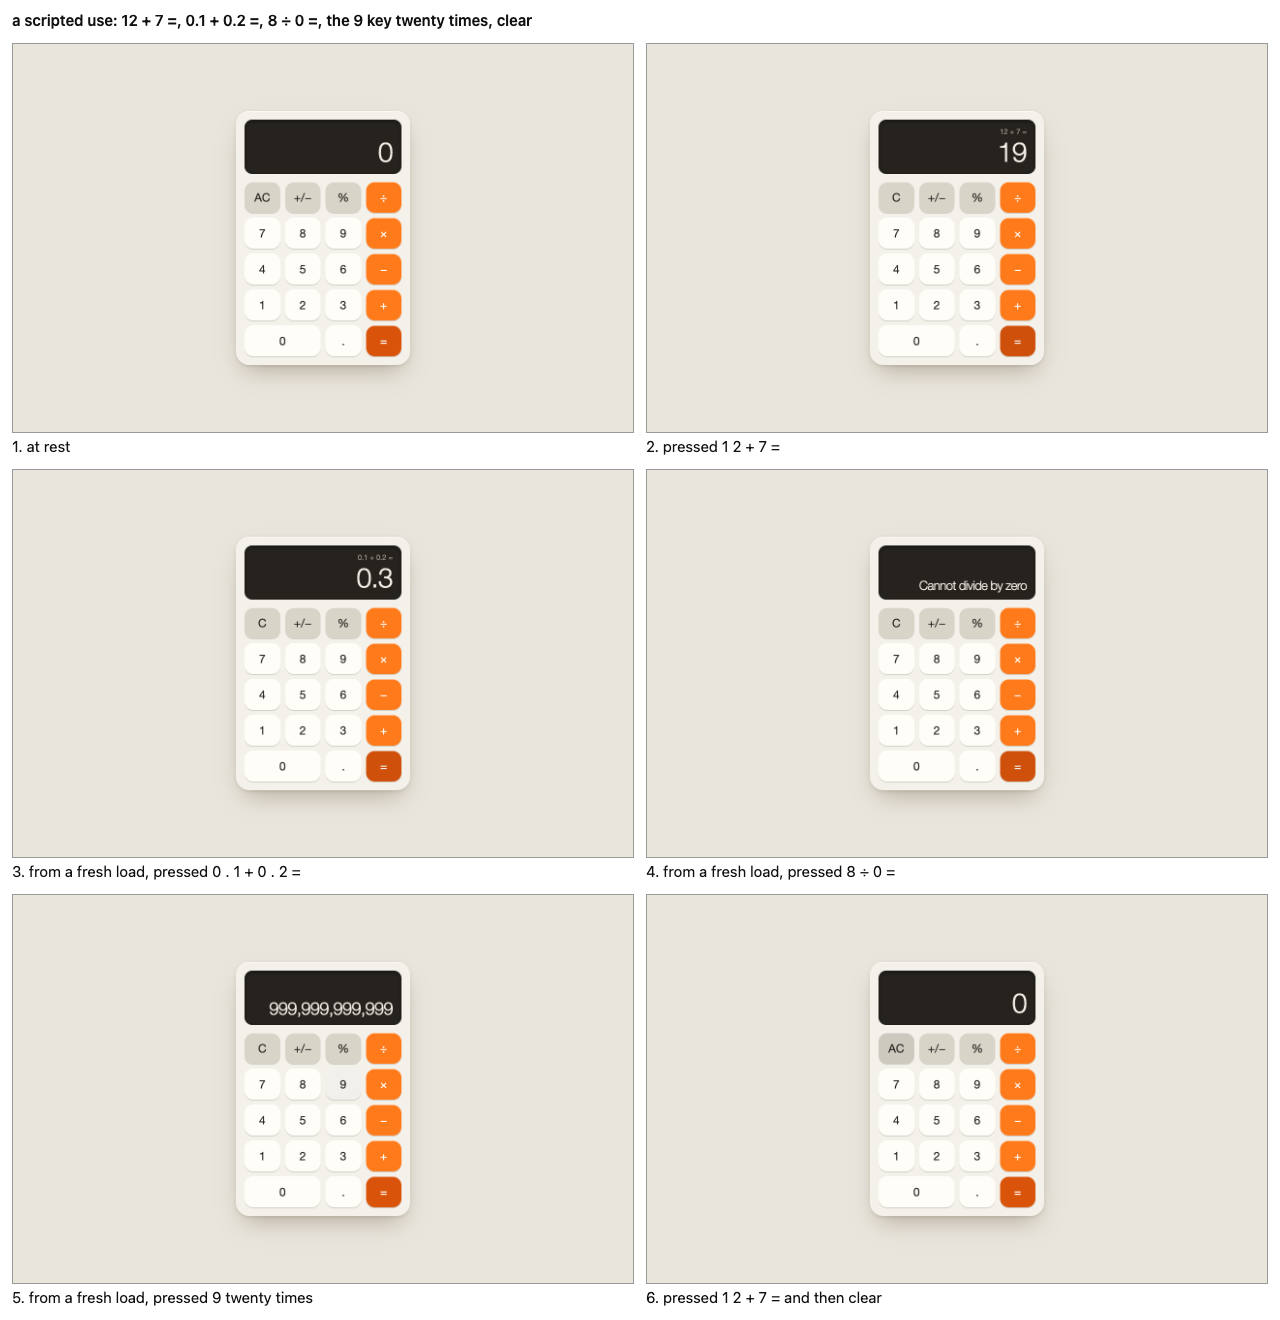 a scripted use: 12 + 7 =, 0.1 + 0.2 =, 8 ÷ 0 =, the 9 key twenty times, clear
0
AC +/− % ÷
7 8 9 ×
4 5 6 −
1 2 3 +
0 . =
1. at rest
12 + 7 =
19
C +/− % ÷
7 8 9 ×
4 5 6 −
1 2 3 +
0 . =
2. pressed 1 2 + 7 =
0.1 + 0.2 =
0.3
C +/− % ÷
7 8 9 ×
4 5 6 −
1 2 3 +
0 . =
3. from a fresh load, pressed 0 . 1 + 0 . 2 =
Cannot divide by zero
C +/− % ÷
7 8 9 ×
4 5 6 −
1 2 3 +
0 . =
4. from a fresh load, pressed 8 ÷ 0 =
999,999,999,999
C +/− % ÷
7 8 9 ×
4 5 6 −
1 2 3 +
0 . =
5. from a fresh load, pressed 9 twenty times
0
AC +/− % ÷
7 8 9 ×
4 5 6 −
1 2 3 +
0 . =
6. pressed 1 2 + 7 = and then clear